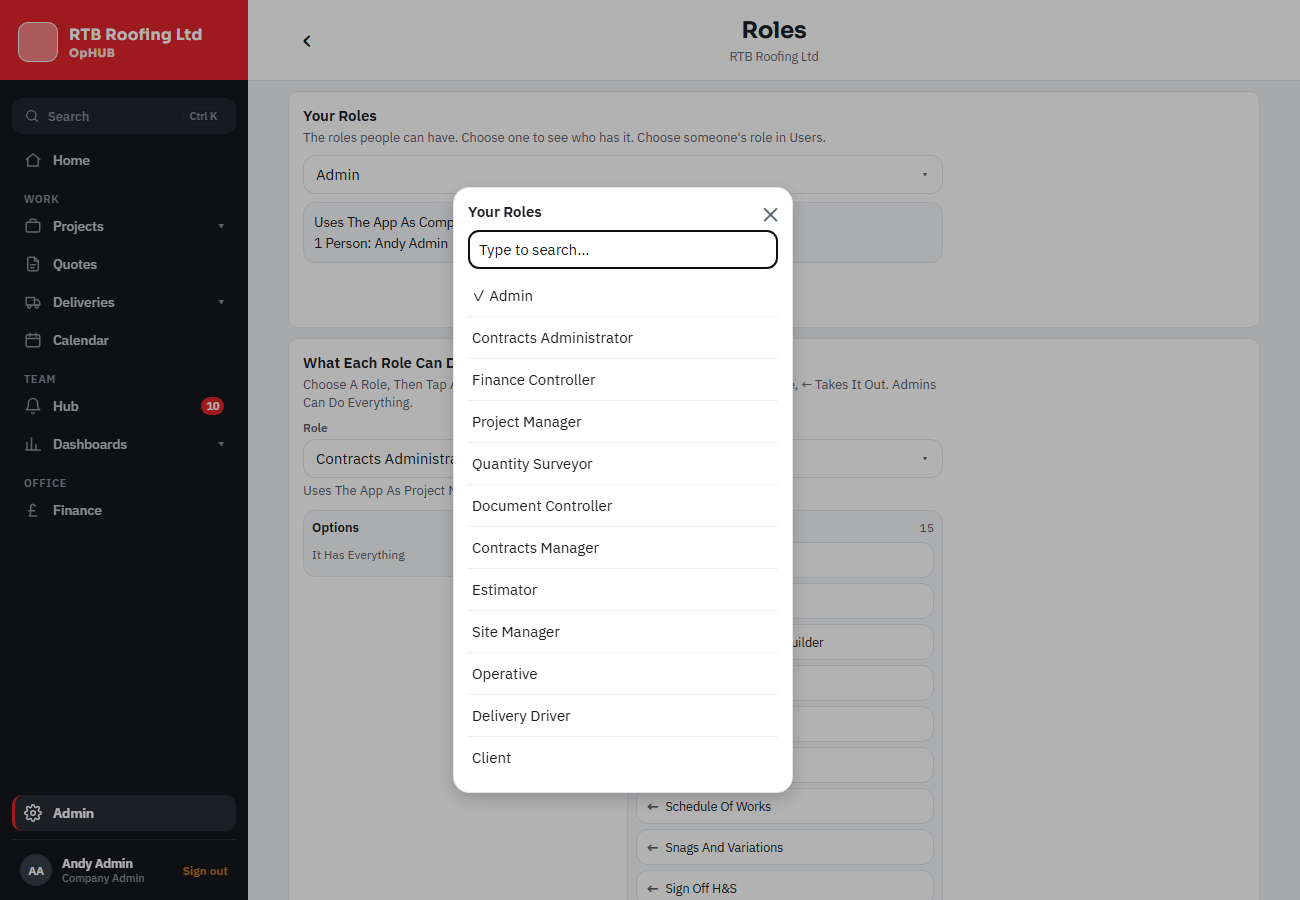 RTB Roofing Ltd
OpHUB
Search
Ctrl K
Home
WORK
Projects
Quotes
Deliveries
Calendar
TEAM
Hub
10
Dashboards
OFFICE
Finance
Admin
AA
Andy Admin
Company Admin
Sign out
Roles
RTB Roofing Ltd
Your Roles
The roles people can have. Choose one to see who has it. Choose someone's role in Users.
Admin
Uses The App As Comp
1 Person: Andy Admin
What Each Role Can D
Choose A Role, Then Tap
, ← Takes It Out. Admins
Can Do Everything.
Role
Contracts Administra
Uses The App As Project
Options
It Has Everything
15
uilder
← Schedule Of Works
← Snags And Variations
← Sign Off H&S
Your Roles
Type to search...
✓ Admin
Contracts Administrator
Finance Controller
Project Manager
Quantity Surveyor
Document Controller
Contracts Manager
Estimator
Site Manager
Operative
Delivery Driver
Client